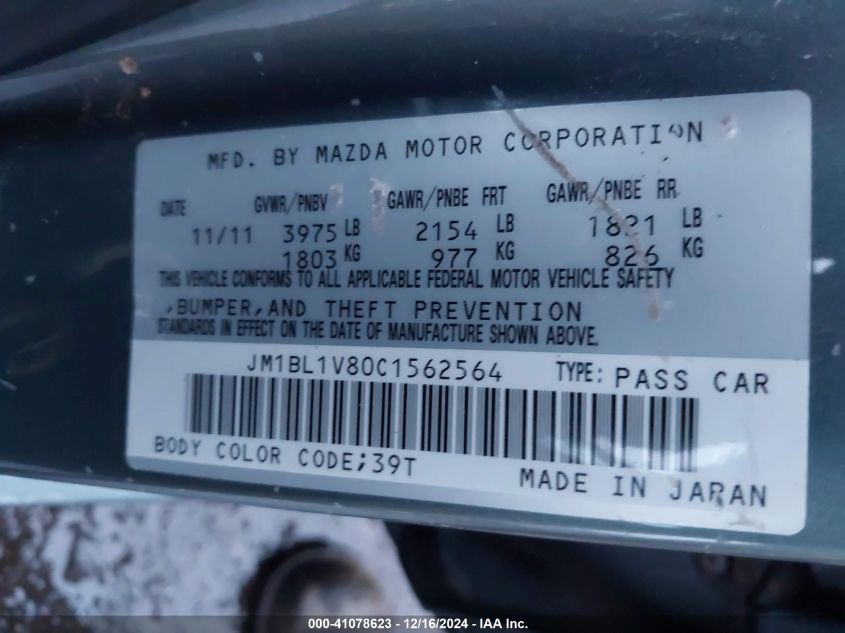 MFD. BY MAZDA MOTOR CORPORATION
DATE GVWR/PNBV GAWR/PNBE FRT GAWR/PNBE RR
11/11 3975 LB 2154 LB 1821 LB
1803 KG 977 KG 826 KG
THIS VEHICLE CONFORMS TO ALL APPLICABLE FEDERAL MOTOR VEHICLE SAFETY
,BUMPER,AND THEFT PREVENTION
STANDARDS IN EFFECT ON THE DATE OF MANUFACTURE SHOWN ABOVE.
JM1BL1V80C1562564 TYPE: PASS CAR
BODY COLOR CODE;39T
MADE IN JAPAN
000-41078623 - 12/16/2024 - IAA Inc.